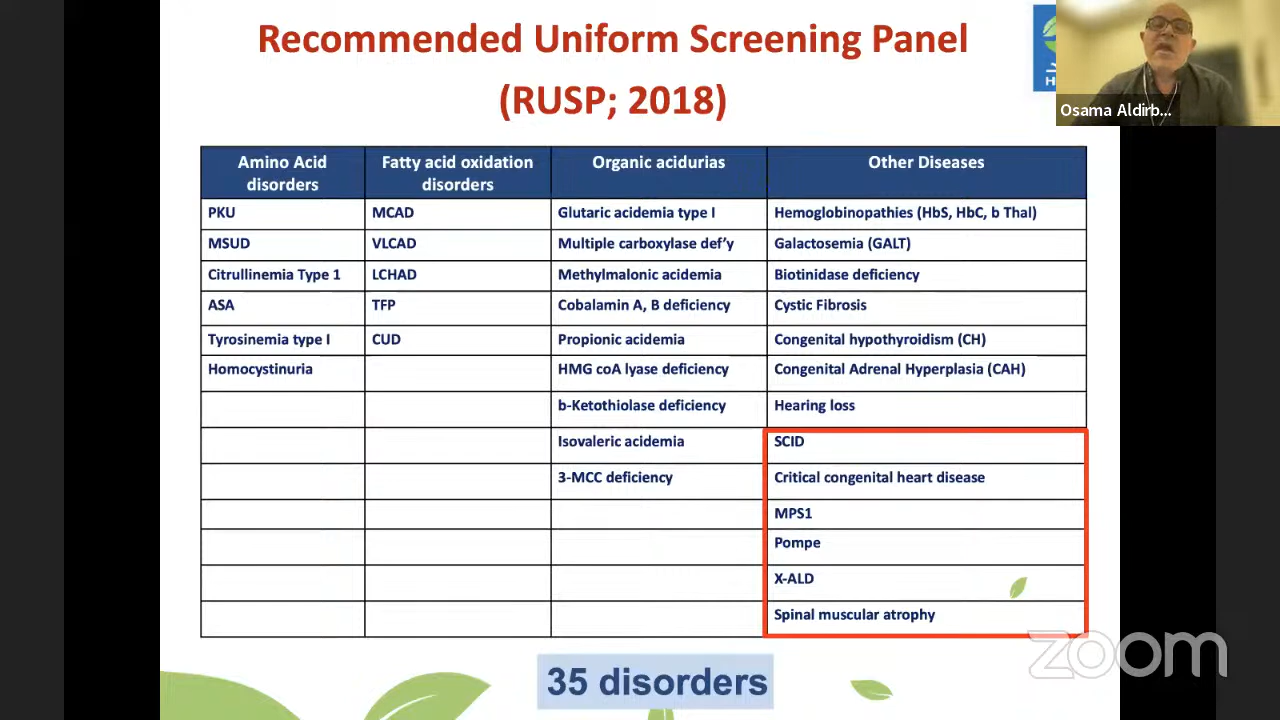 Recommended Uniform Screening Panel
(RUSP; 2018)
Osama Aldirb...
Amino Acid disorders
Fatty acid oxidation disorders
Organic acidurias
Other Diseases
PKU
MCAD
Glutaric acidemia type I
Hemoglobinopathies (HbS, HbC, b Thal)
MSUD
VLCAD
Multiple carboxylase def’y
Galactosemia (GALT)
Citrullinemia Type 1
LCHAD
Methylmalonic acidemia
Biotinidase deficiency
ASA
TFP
Cobalamin A, B deficiency
Cystic Fibrosis
Tyrosinemia type I
CUD
Propionic acidemia
Congenital hypothyroidism (CH)
Homocystinuria
HMG coA lyase deficiency
Congenital Adrenal Hyperplasia (CAH)
b-Ketothiolase deficiency
Hearing loss
Isovaleric acidemia
SCID
3-MCC deficiency
Critical congenital heart disease
MPS1
Pompe
X-ALD
Spinal muscular atrophy
35 disorders
zoom